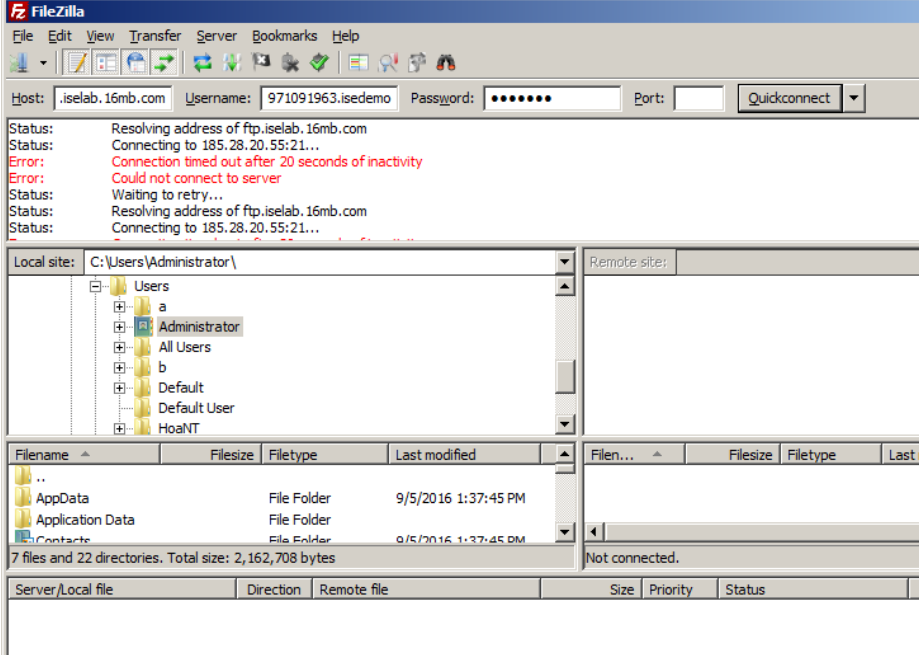 FileZilla
File Edit View Transfer Server Bookmarks Help
Host: .iselab.16mb.com Username: 971091963.isedemo Password: ●●●●●●● Port: Quickconnect
Status: Resolving address of ftp.iselab.16mb.com
Status: Connecting to 185.28.20.55:21...
Error: Connection timed out after 20 seconds of inactivity
Error: Could not connect to server
Status: Waiting to retry...
Status: Resolving address of ftp.iselab.16mb.com
Status: Connecting to 185.28.20.55:21...
Local site: C:\Users\Administrator\ Remote site:
Users
a
Administrator
All Users
b
Default
Default User
HoaNT
Filename Filesize Filetype Last modified Filen... Filesize Filetype Last
..
AppData File Folder 9/5/2016 1:37:45 PM
Application Data File Folder
Contacts File Folder 9/5/2016 1:37:45 PM
7 files and 22 directories. Total size: 2,162,708 bytes Not connected.
Server/Local file Direction Remote file Size Priority Status